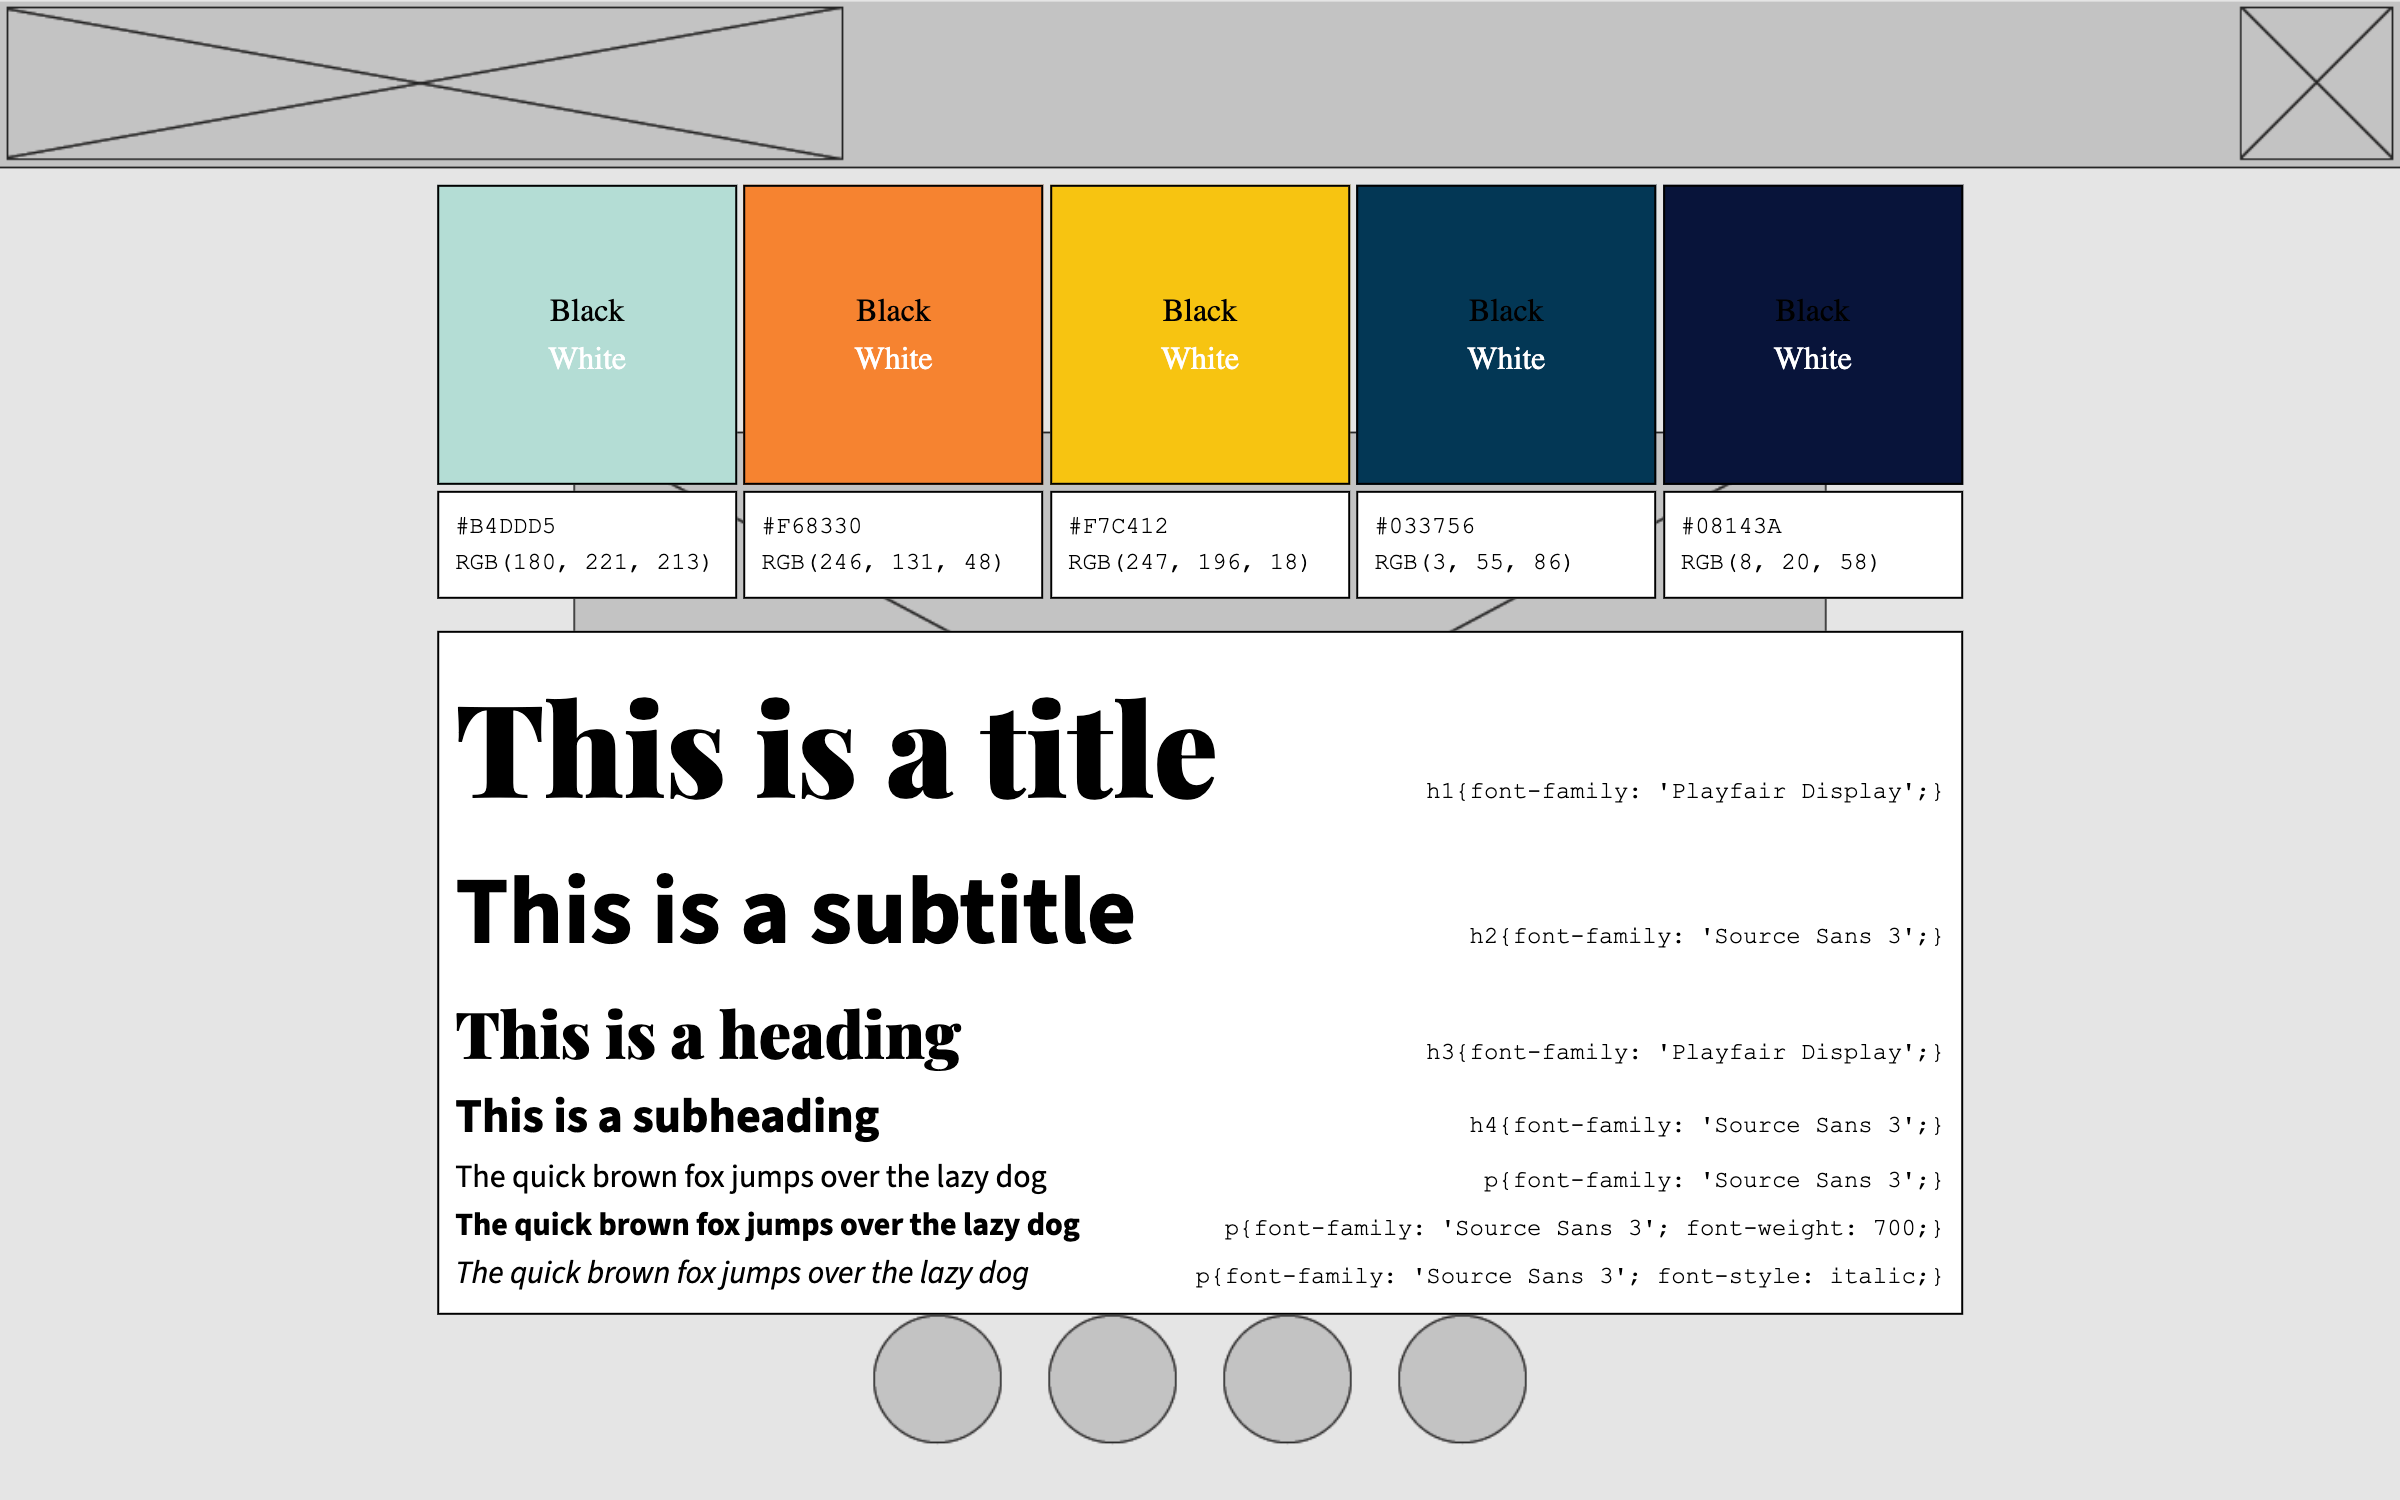 Black
White
Black
White
Black
White
Black
White
Black
White
#B4DDD5
RGB(180, 221, 213)
#F68330
RGB(246, 131, 48)
#F7C412
RGB(247, 196, 18)
#033756
RGB(3, 55, 86)
#08143A
RGB(8, 20, 58)
This is a title
h1{font-family: 'Playfair Display';}
This is a subtitle
h2{font-family: 'Source Sans 3';}
This is a heading
h3{font-family: 'Playfair Display';}
This is a subheading
h4{font-family: 'Source Sans 3';}
The quick brown fox jumps over the lazy dog
p{font-family: 'Source Sans 3';}
The quick brown fox jumps over the lazy dog
p{font-family: 'Source Sans 3'; font-weight: 700;}
The quick brown fox jumps over the lazy dog
p{font-family: 'Source Sans 3'; font-style: italic;}